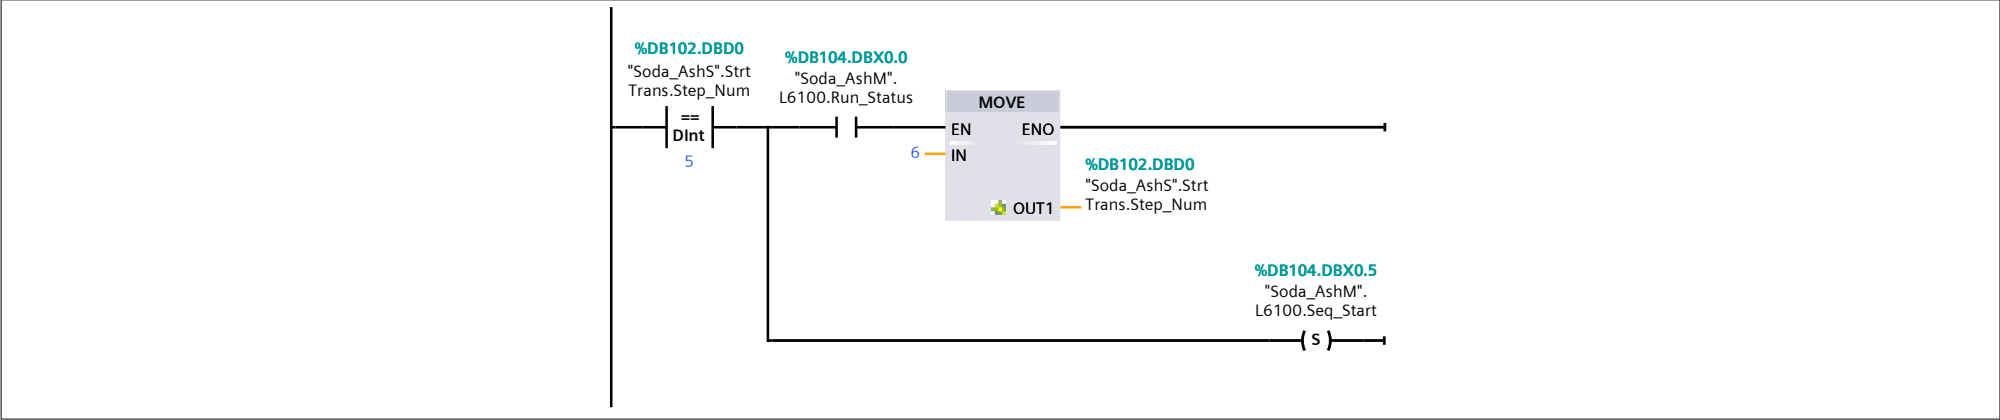 %DB102.DBD0
"Soda_AshS".Strt
Trans.Step_Num
==
DInt
5
%DB104.DBX0.0
"Soda_AshM".
L6100.Run_Status
MOVE
EN ENO
6 IN
OUT1
%DB102.DBD0
"Soda_AshS".Strt
Trans.Step_Num
%DB104.DBX0.5
"Soda_AshM".
L6100.Seq_Start
( S )